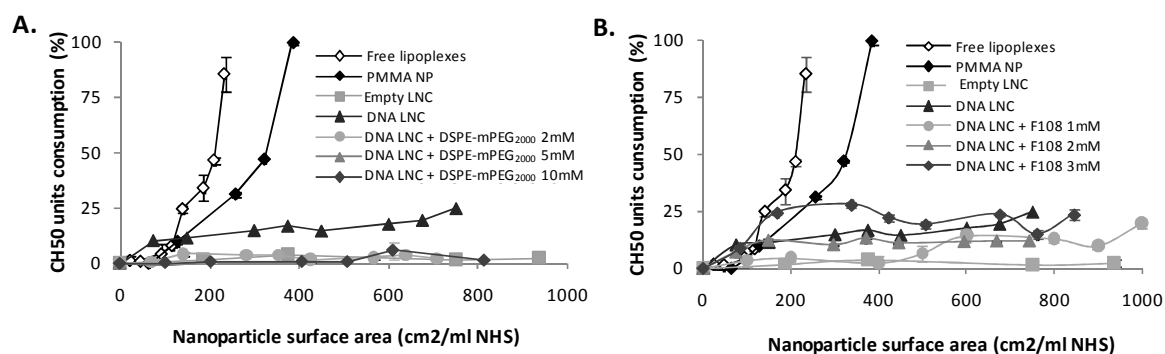 A.
CH50 units consumption (%)
100
75
50
25
0
0 200 400 600 800 1000
Nanoparticle surface area (cm2/ml NHS)
Free lipoplexes
PMMA NP
Empty LNC
DNA LNC
DNA LNC + DSPE-mPEG2000 2mM
DNA LNC + DSPE-mPEG2000 5mM
DNA LNC + DSPE-mPEG2000 10mM
B.
CH50 units cunsumption (%)
100
75
50
25
0
0 200 400 600 800 1000
Nanoparticle surface area (cm2/ml NHS)
Free lipoplexes
PMMA NP
Empty LNC
DNA LNC
DNA LNC + F108 1mM
DNA LNC + F108 2mM
DNA LNC + F108 3mM